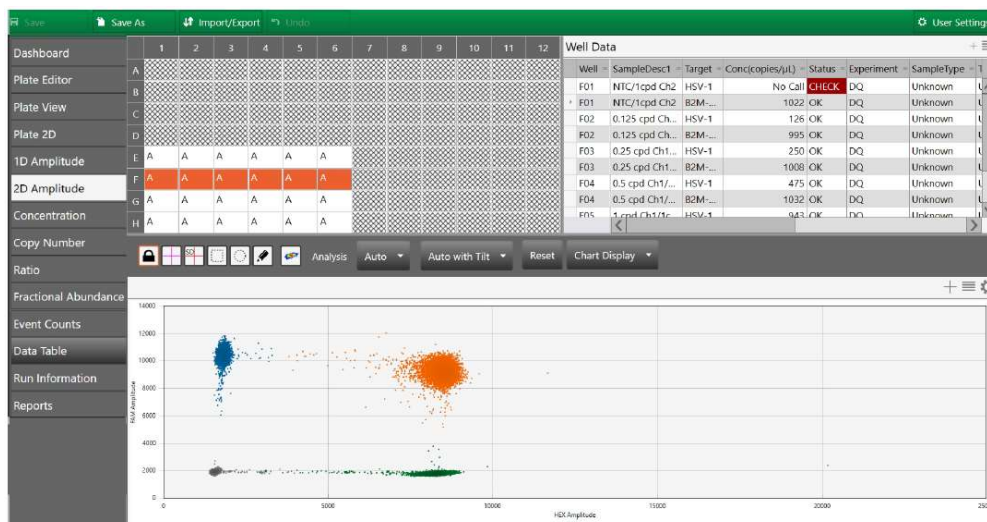 Save Save As Import/Export Undo User Setting
Dashboard
Plate Editor
Plate View
Plate 2D
1D Amplitude
2D Amplitude
Concentration
Copy Number
Ratio
Fractional Abundance
Event Counts
Data Table
Run Information
Reports
1 2 3 4 5 6 7 8 9 10 11 12
A
B
C
D
E A A A A A A
F A A A A A A
G A A A A A A
H A A A A A A
Well Data
Well SampleDesc1 Target Conc(copies/µL) Status Experiment SampleType T
F01 NTC/1cpd Ch2 HSV-1 No Call CHECK DQ Unknown
F01 NTC/1cpd Ch2 B2M-... 1022 OK DQ Unknown
F02 0.125 cpd Ch... HSV-1 126 OK DQ Unknown
F02 0.125 cpd Ch... B2M-... 995 OK DQ Unknown
F03 0.25 cpd Ch1... HSV-1 250 OK DQ Unknown
F03 0.25 cpd Ch1... B2M-... 1008 OK DQ Unknown
F04 0.5 cpd Ch1/... HSV-1 475 OK DQ Unknown
F04 0.5 cpd Ch1/... B2M-... 1032 OK DQ Unknown
F05 1 cpd Ch1/1c HSV-1 943 OK DQ Unknown
SD Analysis Auto Auto with Tilt Reset Chart Display
14000
12000
10000
8000
6000
4000
2000
0
FAM Amplitude
0 5000 10000 15000 20000
HEX Amplitude